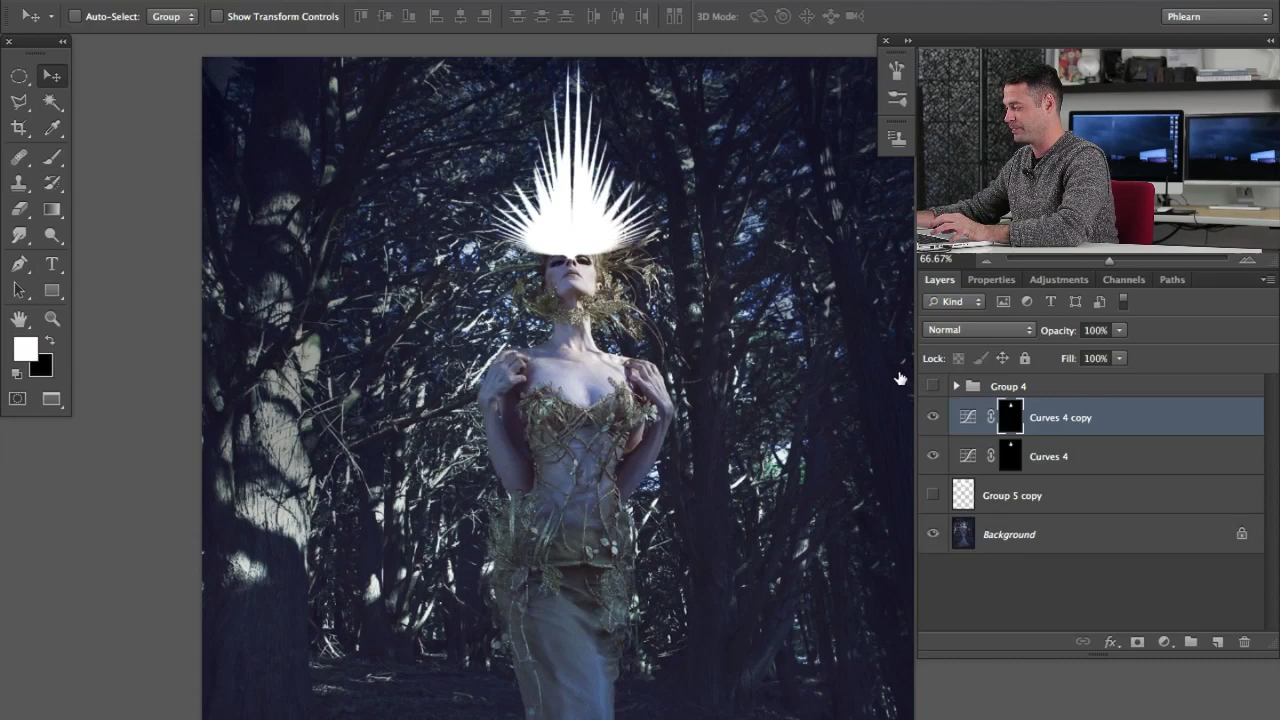 Auto-Select: Group Show Transform Controls 3D Mode: Phlearn
66.67%
Layers Properties Adjustments Channels Paths
Kind
Normal Opacity: 100%
Lock: Fill: 100%
Group 4
Curves 4 copy
Curves 4
Group 5 copy
Background